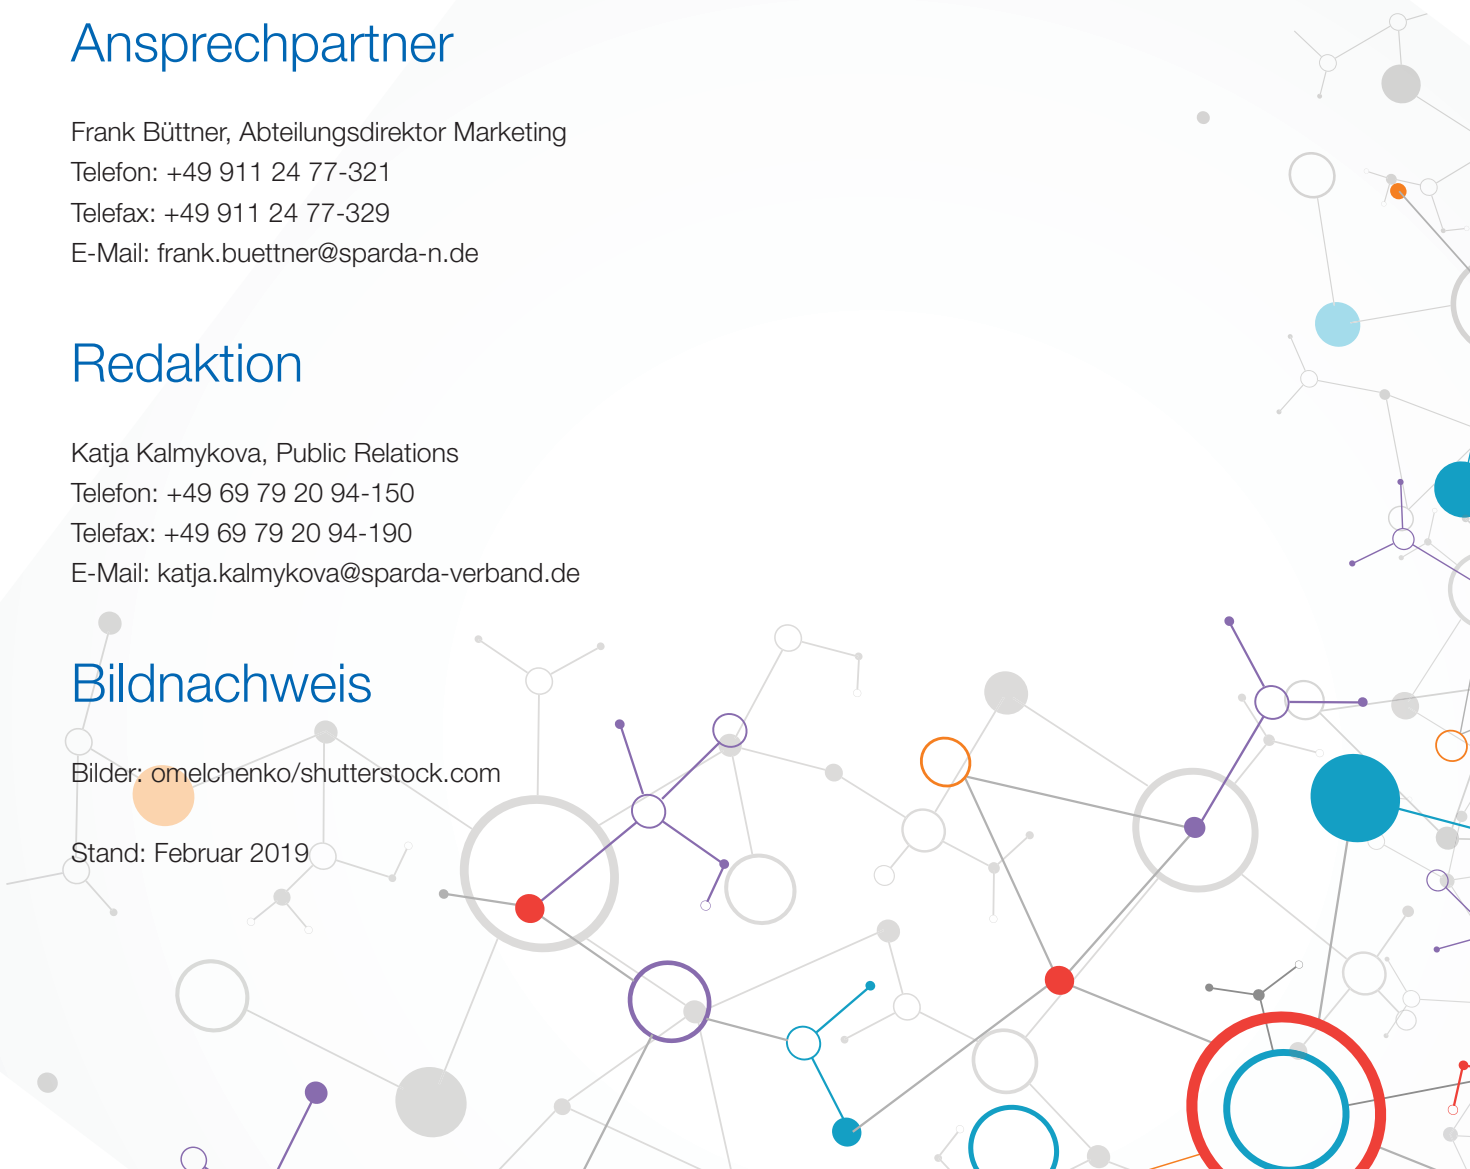 Ansprechpartner
Frank Büttner, Abteilungsdirektor Marketing
Telefon: +49 911 24 77-321
Telefax: +49 911 24 77-329
E-Mail: frank.buettner@sparda-n.de
Redaktion
Katja Kalmykova, Public Relations
Telefon: +49 69 79 20 94-150
Telefax: +49 69 79 20 94-190
E-Mail: katja.kalmykova@sparda-verband.de
Bildnachweis
Bilder: omelchenko/shutterstock.com
Stand: Februar 2019